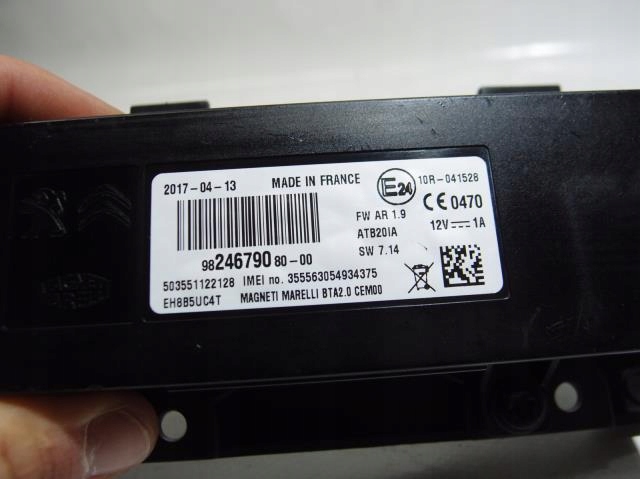 2017-04-13 MADE IN FRANCE
E24 10R-041528
CE 0470
FW AR 1.9
ATB20IA 12V⎓1A
SW 7.14
9824679080-00
503551122128 IMEI no. 355563054934375
EH8B5UC4T MAGNETI MARELLI BTA2.0 CEM00